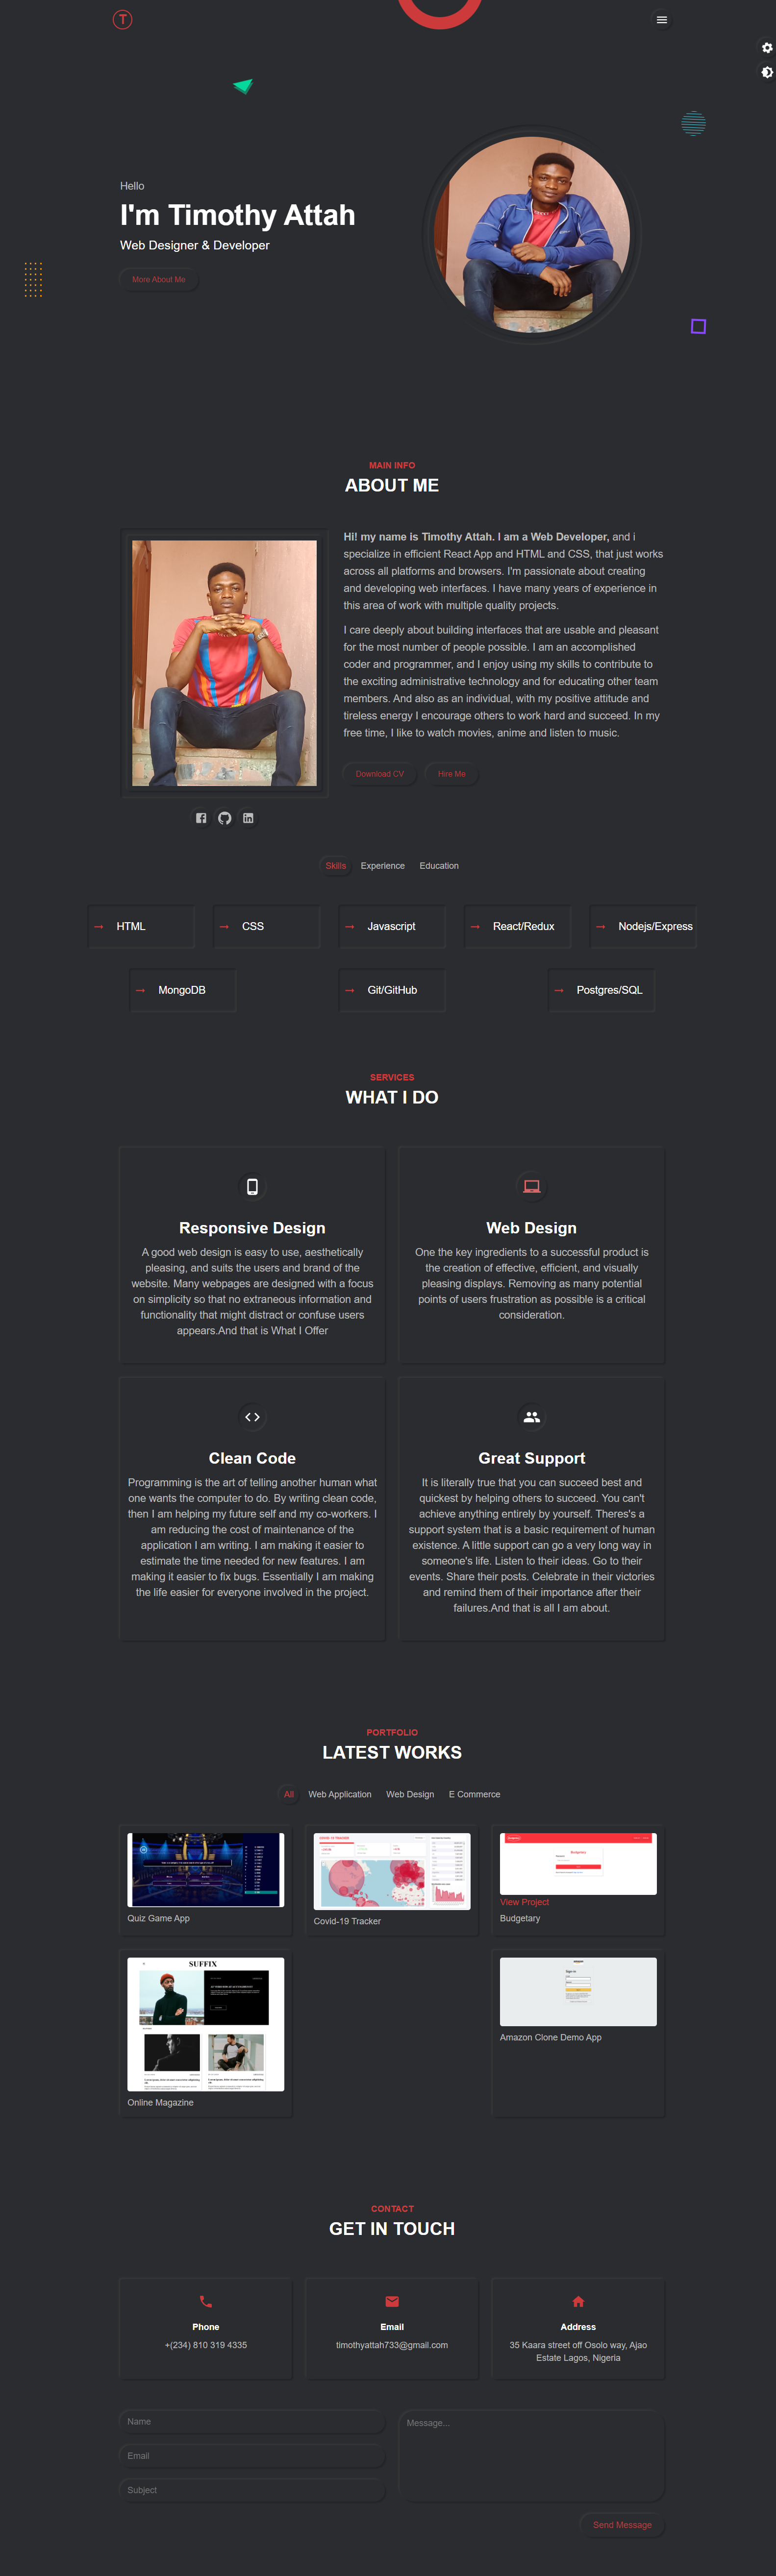 T
Hello
I'm Timothy Attah
Web Designer & Developer
More About Me
MAIN INFO
ABOUT ME
Hi! my name is Timothy Attah. I am a Web Developer, and i
specialize in efficient React App and HTML and CSS, that just works
across all platforms and browsers. I'm passionate about creating
and developing web interfaces. I have many years of experience in
this area of work with multiple quality projects.
I care deeply about building interfaces that are usable and pleasant
for the most number of people possible. I am an accomplished
coder and programmer, and I enjoy using my skills to contribute to
the exciting administrative technology and for educating other team
members. And also as an individual, with my positive attitude and
tireless energy I encourage others to work hard and succeed. In my
free time, I like to watch movies, anime and listen to music.
Download CV Hire Me
Skills Experience Education
HTML CSS Javascript React/Redux Nodejs/Express
MongoDB Git/GitHub Postgres/SQL
SERVICES
WHAT I DO
Responsive Design
A good web design is easy to use, aesthetically
pleasing, and suits the users and brand of the
website. Many webpages are designed with a focus
on simplicity so that no extraneous information and
functionality that might distract or confuse users
appears.And that is What I Offer
Web Design
One the key ingredients to a successful product is
the creation of effective, efficient, and visually
pleasing displays. Removing as many potential
points of users frustration as possible is a critical
consideration.
Clean Code
Programming is the art of telling another human what
one wants the computer to do. By writing clean code,
then I am helping my future self and my co-workers. I
am reducing the cost of maintenance of the
application I am writing. I am making it easier to
estimate the time needed for new features. I am
making it easier to fix bugs. Essentially I am making
the life easier for everyone involved in the project.
Great Support
It is literally true that you can succeed best and
quickest by helping others to succeed. You can't
achieve anything entirely by yourself. Theres's a
support system that is a basic requirement of human
existence. A little support can go a very long way in
someone's life. Listen to their ideas. Go to their
events. Share their posts. Celebrate in their victories
and remind them of their importance after their
failures.And that is all I am about.
PORTFOLIO
LATEST WORKS
All Web Application Web Design E Commerce
Quiz Game App
COVID-19 TRACKER
Covid-19 Tracker
View Project
Budgetary
SUFFIX
Online Magazine
Amazon Clone Demo App
CONTACT
GET IN TOUCH
Phone
+(234) 810 319 4335
Email
timothyattah733@gmail.com
Address
35 Kaara street off Osolo way, Ajao
Estate Lagos, Nigeria
Name
Email
Subject
Message...
Send Message